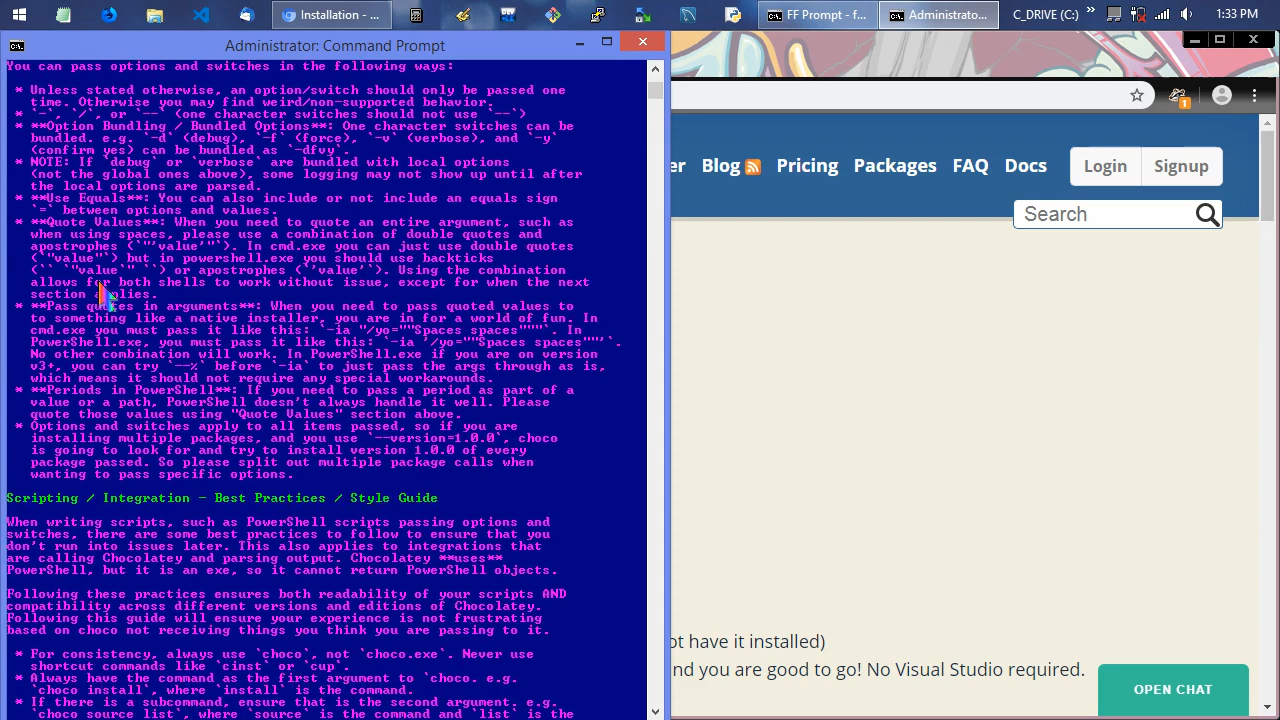 Installation - ...
FF Prompt - f...
Administrato...
C_DRIVE (C:)
1:33 PM
Administrator: Command Prompt
You can pass options and switches in the following ways:
* Unless stated otherwise, an option/switch should only be passed one
time. Otherwise you may find weird/non-supported behavior.
* `-`, `/`, or `--` (one character switches should not use `--`)
* **Option Bundling / Bundled Options**: One character switches can be
bundled. e.g. `-d` (debug), `-f` (force), `-v` (verbose), and `-y`
(confirm yes) can be bundled as `-dfvy`.
* NOTE: If `debug` or `verbose` are bundled with local options
(not the global ones above), some logging may not show up until after
the local options are parsed.
* **Use Equals**: You can also include or not include an equals sign
`=` between options and values.
* **Quote Values**: When you need to quote an entire argument, such as
when using spaces, please use a combination of double quotes and
apostrophes (`"'value'"`). In cmd.exe you can just use double quotes
(`"value"`) but in powershell.exe you should use backticks
(`` `"value`" ``) or apostrophes (`'value'`). Using the combination
allows for both shells to work without issue, except for when the next
section applies.
* **Pass quotes in arguments**: When you need to pass quoted values to
to something like a native installer, you are in for a world of fun. In
cmd.exe you must pass it like this: `-ia "/yo=""Spaces spaces"""`. In
PowerShell.exe, you must pass it like this: `-ia '/yo=""Spaces spaces""'`.
No other combination will work. In PowerShell.exe if you are on version
v3+, you can try `--%` before `-ia` to just pass the args through as is,
which means it should not require any special workarounds.
* **Periods in PowerShell**: If you need to pass a period as part of a
value or a path, PowerShell doesn't always handle it well. Please
quote those values using "Quote Values" section above.
* Options and switches apply to all items passed, so if you are
installing multiple packages, and you use `--version=1.0.0`, choco
is going to look for and try to install version 1.0.0 of every
package passed. So please split out multiple package calls when
wanting to pass specific options.
Scripting / Integration - Best Practices / Style Guide
When writing scripts, such as PowerShell scripts passing options and
switches, there are some best practices to follow to ensure that you
don't run into issues later. This also applies to integrations that
are calling Chocolatey and parsing output. Chocolatey **uses**
PowerShell, but it is an exe, so it cannot return PowerShell objects.
Following these practices ensures both readability of your scripts AND
compatibility across different versions and editions of Chocolatey.
Following this guide will ensure your experience is not frustrating
based on choco not receiving things you think you are passing to it.
* For consistency, always use `choco`, not `choco.exe`. Never use
shortcut commands like `cinst` or `cup`.
* Always have the command as the first argument to `choco. e.g.
`choco install`, where `install` is the command.
* If there is a subcommand, ensure that is the second argument. e.g.
`choco source list`, where `source` is the command and `list` is the
1
er Blog Pricing Packages FAQ Docs Login Signup
Search
ot have it installed)
nd you are good to go! No Visual Studio required.
OPEN CHAT